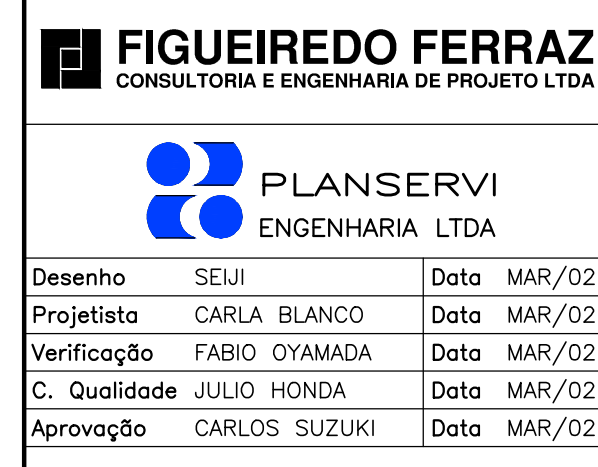 FIGUEIREDO FERRAZ
CONSULTORIA E ENGENHARIA DE PROJETO LTDA
PLANSERVI
ENGENHARIA LTDA
Desenho SEIJI Data MAR/02
Projetista CARLA BLANCO Data MAR/02
Verificação FABIO OYAMADA Data MAR/02
C. Qualidade JULIO HONDA Data MAR/02
Aprovação CARLOS SUZUKI Data MAR/02